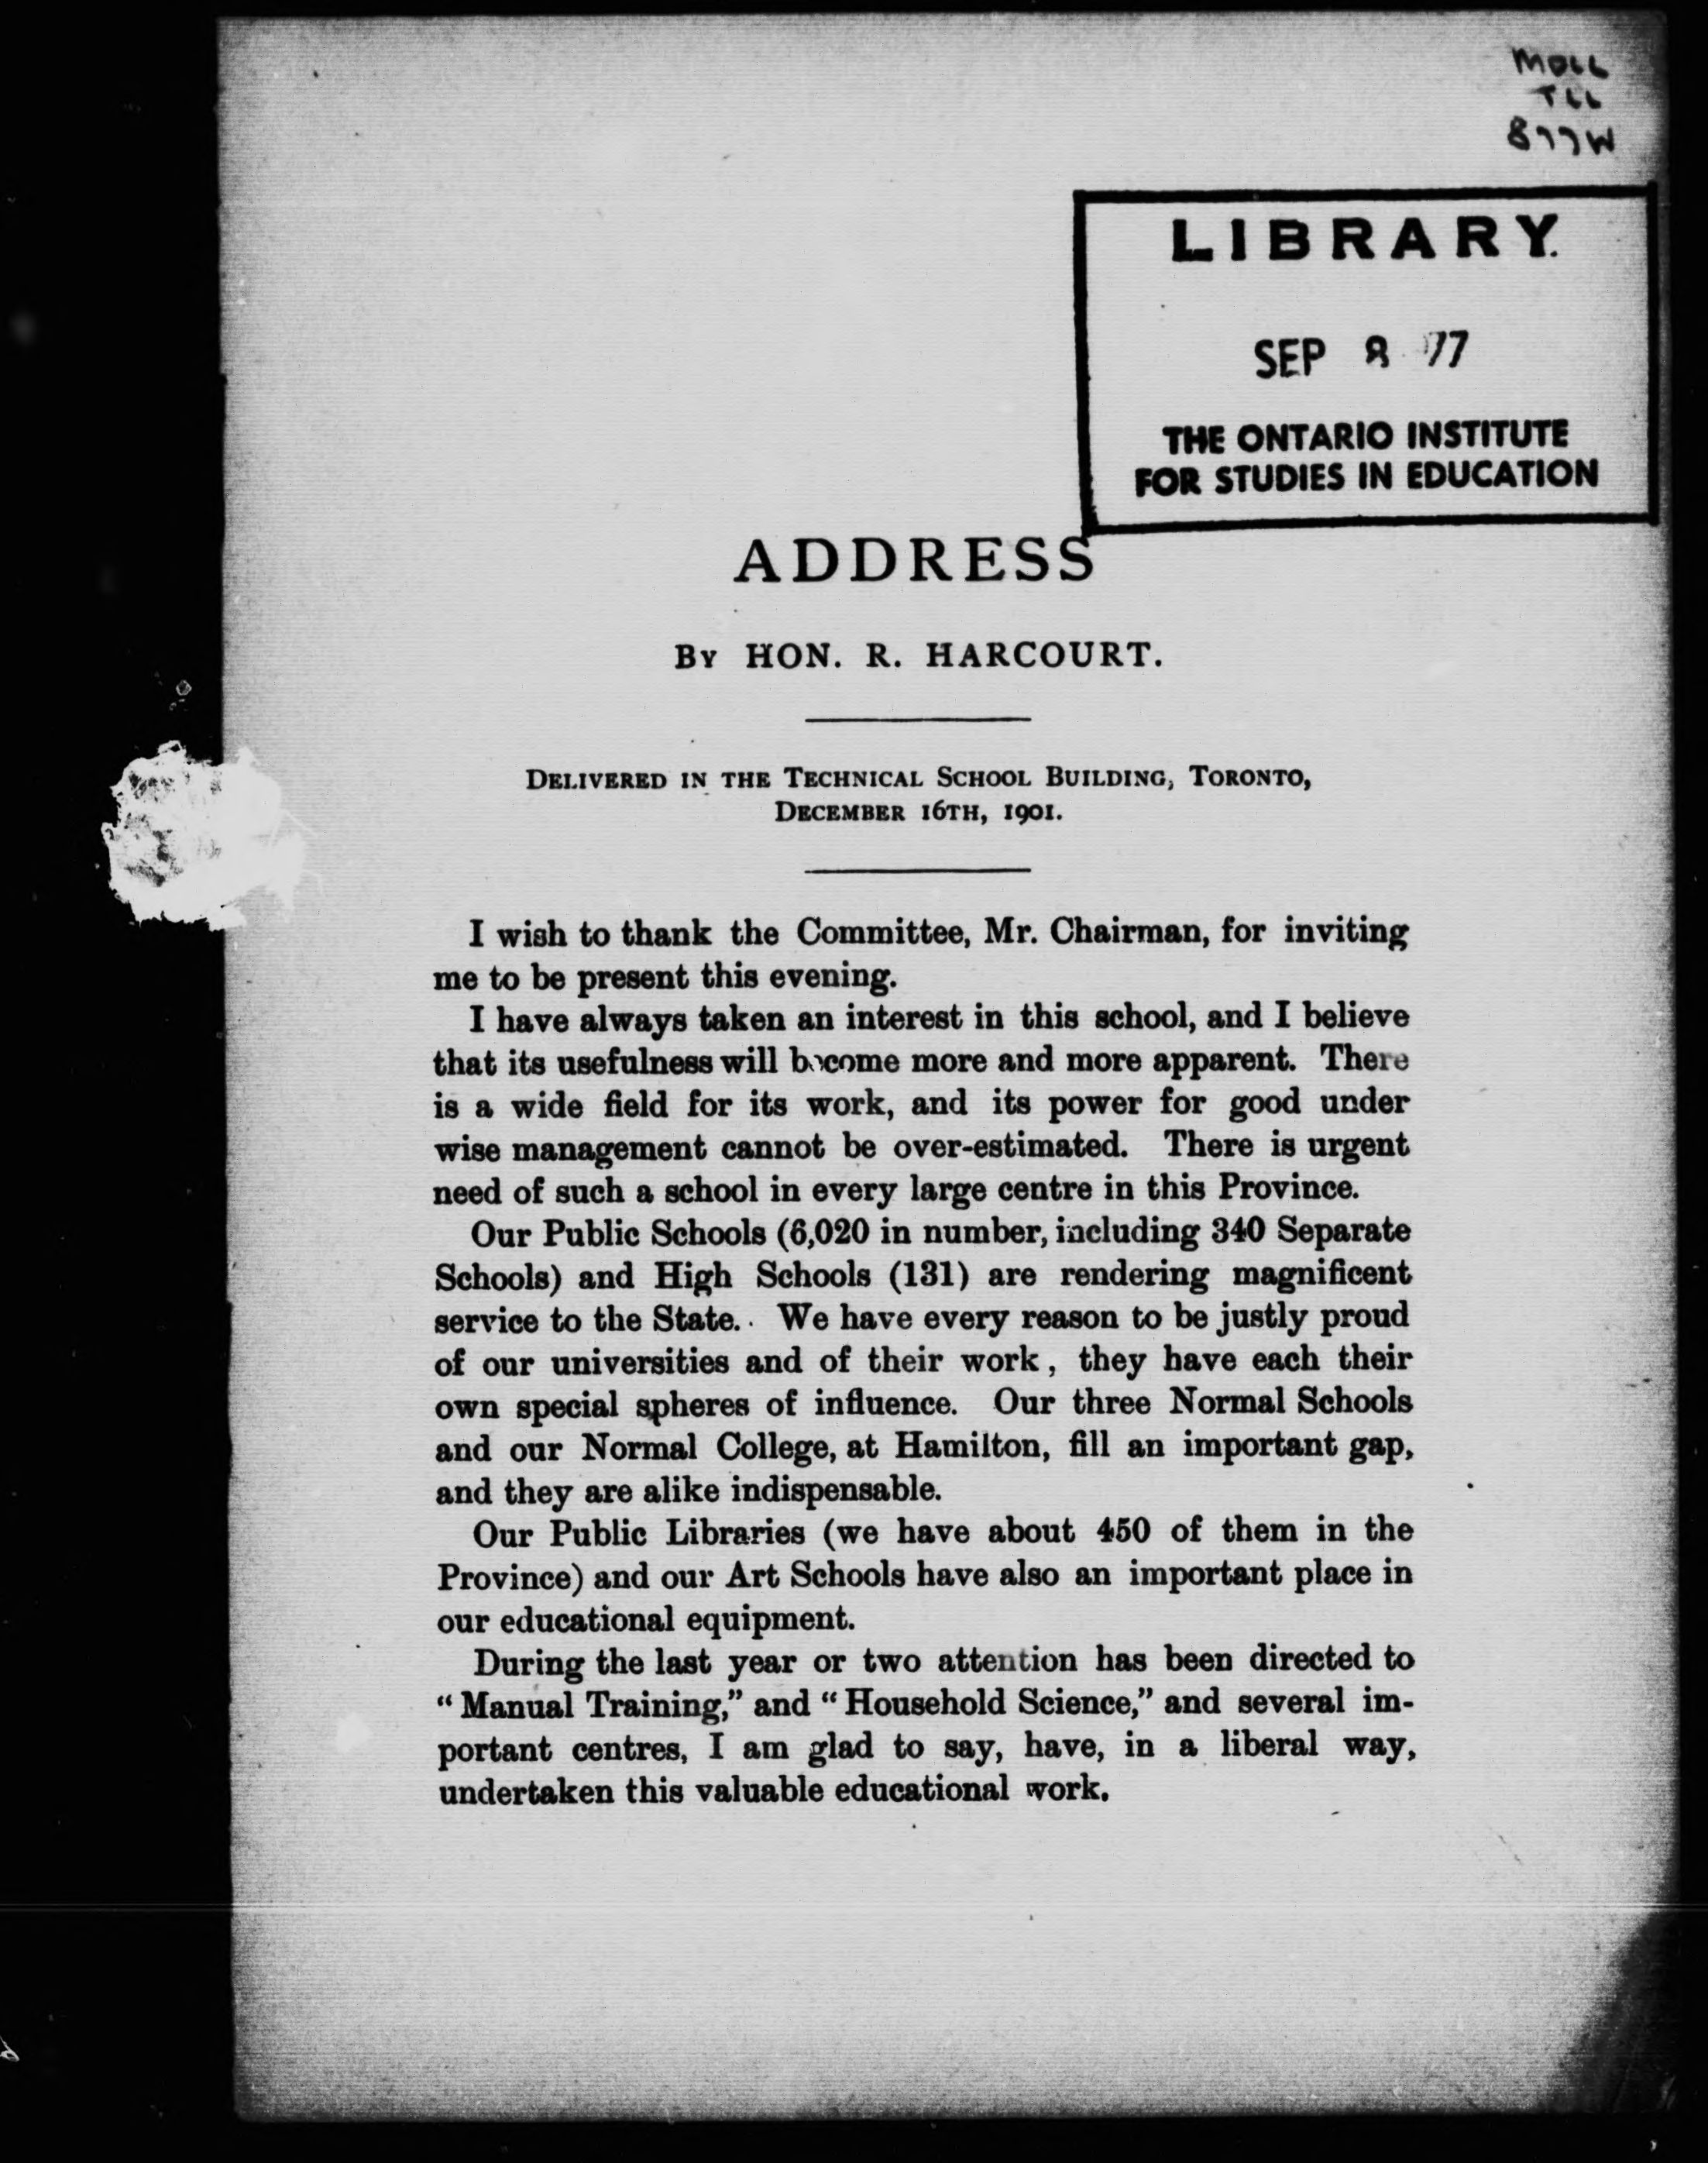 LIBRARY
SEP 8 '77
THE ONTARIO INSTITUTE
FOR STUDIES IN EDUCATION
ADDRESS
BY HON. R. HARCOURT.
DELIVERED IN THE TECHNICAL SCHOOL BUILDING, TORONTO,
DECEMBER 16TH, 1901.
I wish to thank the Committee, Mr. Chairman, for inviting
me to be present this evening.
I have always taken an interest in this school, and I believe
that its usefulness will become more and more apparent. There
is a wide field for its work, and its power for good under
wise management cannot be over-estimated. There is urgent
need of such a school in every large centre in this Province.
Our Public Schools (6,020 in number, including 340 Separate
Schools) and High Schools (131) are rendering magnificent
service to the State. We have every reason to be justly proud
of our universities and of their work, they have each their
own special spheres of influence. Our three Normal Schools
and our Normal College, at Hamilton, fill an important gap,
and they are alike indispensable.
Our Public Libraries (we have about 450 of them in the
Province) and our Art Schools have also an important place in
our educational equipment.
During the last year or two attention has been directed to
“Manual Training,” and “Household Science,” and several im-
portant centres, I am glad to say, have, in a liberal way,
undertaken this valuable educational work.